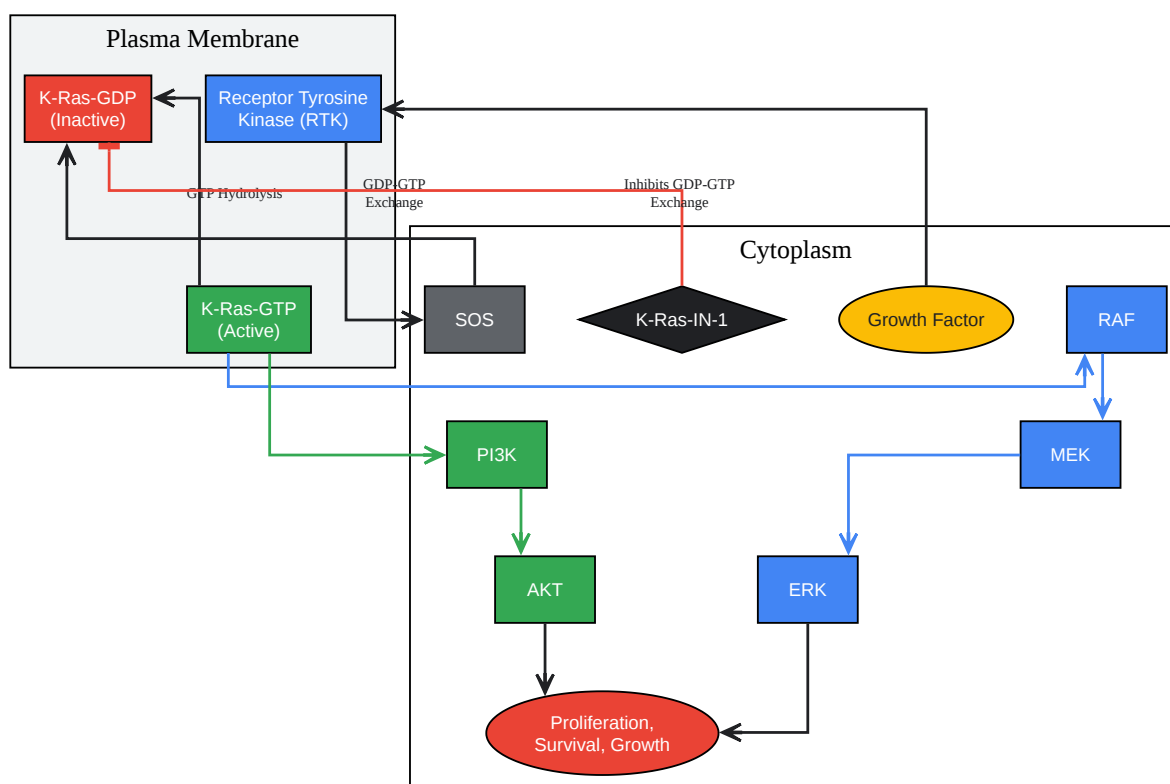 Plasma Membrane
K-Ras-GDP
(Inactive)
Receptor Tyrosine
Kinase (RTK)
GTP Hydrolysis
GDP-GTP
Exchange
Inhibits GDP-GTP
Exchange
Cytoplasm
K-Ras-GTP
(Active)
SOS
K-Ras-IN-1
Growth Factor
RAF
PI3K
MEK
AKT
ERK
Proliferation,
Survival, Growth